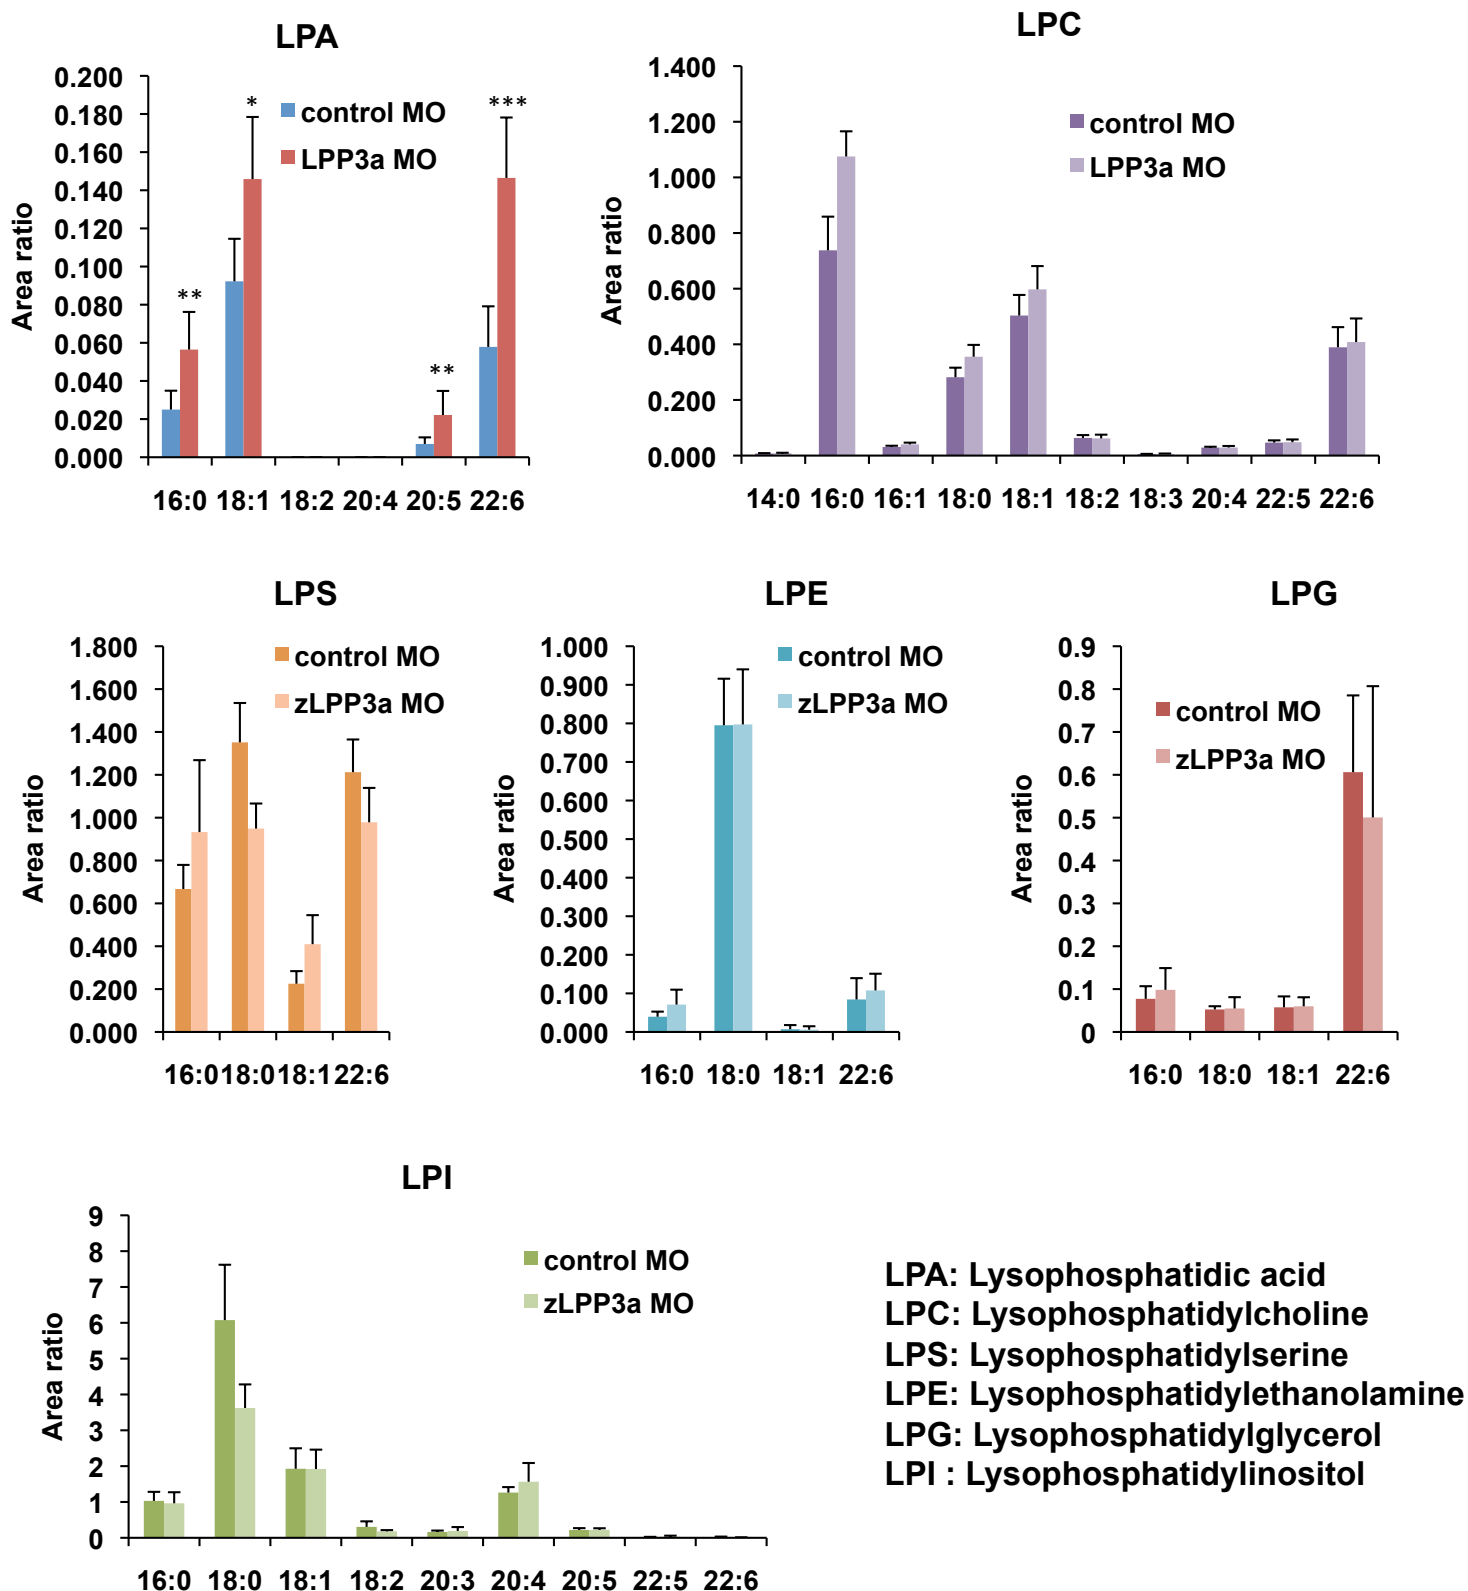 LPA
0.200
0.180
0.160
0.140
0.120
0.100
0.080
0.060
0.040
0.020
0.000
Area ratio
control MO
LPP3a MO
**
*
**
***
16:0 18:1 18:2 20:4 20:5 22:6
LPC
1.400
1.200
1.000
0.800
0.600
0.400
0.200
0.000
Area ratio
control MO
LPP3a MO
14:0 16:0 16:1 18:0 18:1 18:2 18:3 20:4 22:5 22:6
LPS
1.800
1.600
1.400
1.200
1.000
0.800
0.600
0.400
0.200
0.000
Area ratio
control MO
zLPP3a MO
16:0 18:0 18:1 22:6
LPE
1.000
0.900
0.800
0.700
0.600
0.500
0.400
0.300
0.200
0.100
0.000
Area ratio
control MO
zLPP3a MO
16:0 18:0 18:1 22:6
LPG
0.9
0.8
0.7
0.6
0.5
0.4
0.3
0.2
0.1
0
Area ratio
control MO
zLPP3a MO
16:0 18:0 18:1 22:6
LPI
9
8
7
6
5
4
3
2
1
0
Area ratio
control MO
zLPP3a MO
16:0 18:0 18:1 18:2 20:3 20:4 20:5 22:5 22:6
LPA: Lysophosphatidic acid
LPC: Lysophosphatidylcholine
LPS: Lysophosphatidylserine
LPE: Lysophosphatidylethanolamine
LPG: Lysophosphatidylglycerol
LPI : Lysophosphatidylinositol